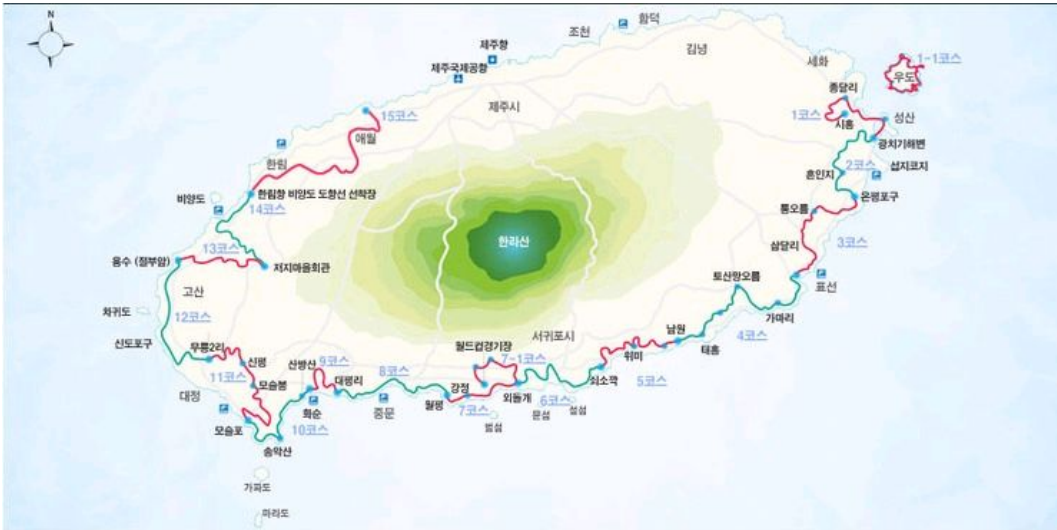 N
함덕
조천
제주항
김녕
제주국제공항
세화
1-1코스
우도
종달리
제주시
15코스
1코스
시흥
성산
애월
광치기해변
한림
섭지코지
2코스
혼인지
비양도
한림항 비양도 도항선 선착장
온평포구
14코스
통오름
한라산
3코스
13코스
삼달리
용수 (절부암)
저지마을회관
표선
고산
토산망오름
차귀도
12코스
가마리
신도포구
서귀포시
남원
4코스
태흥
무릉2리
월드컵경기장
신평
산방산
9코스
7-1코스
위미
8코스
대평리
쇠소깍
5코스
11코스
모슬봉
강정
외돌개
대정
화순
중문
월평
7코스
6코스
문섭
섭섬
범섬
모슬포
10코스
송악산
가파도
마라도